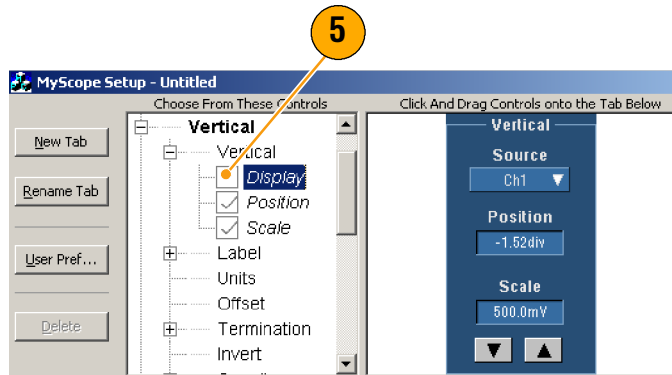 5
MyScope Setup - Untitled
Choose From These Controls
Click And Drag Controls onto the Tab Below
New Tab
Rename Tab
User Pref...
Delete
Vertical
Vertical
Display
Position
Scale
Label
Units
Offset
Termination
Invert
Vertical
Source
Ch1
Position
-1.52div
Scale
500.0mV